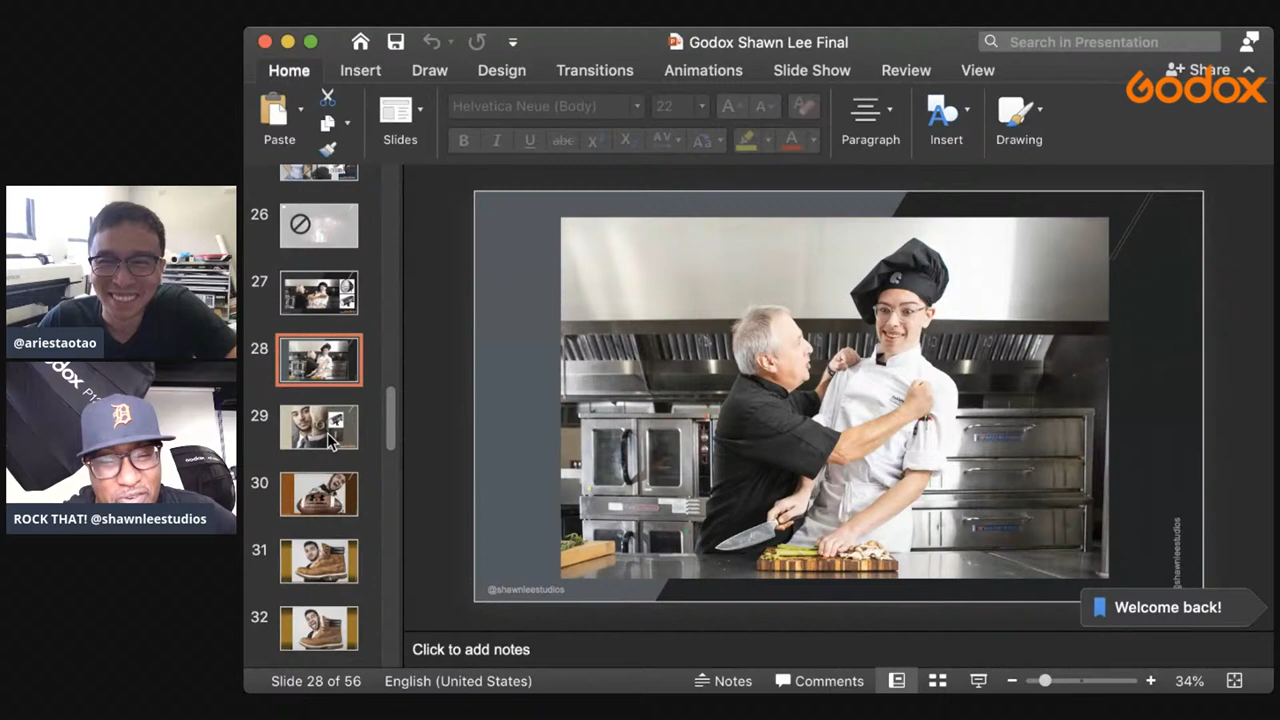 Godox Shawn Lee Final
Search in Presentation
Home Insert Draw Design Transitions Animations Slide Show Review View
Share
Godox
Helvetica Neue (Body)
22
Paste
Slides
Paragraph
Insert
Drawing
26
27
28
29
30
31
32
@ariestaotao
ROCK THAT! @shawnleestudios
@shawnleestudios
@shawnleestudios
Welcome back!
Click to add notes
Slide 28 of 56
English (United States)
Notes
Comments
34%